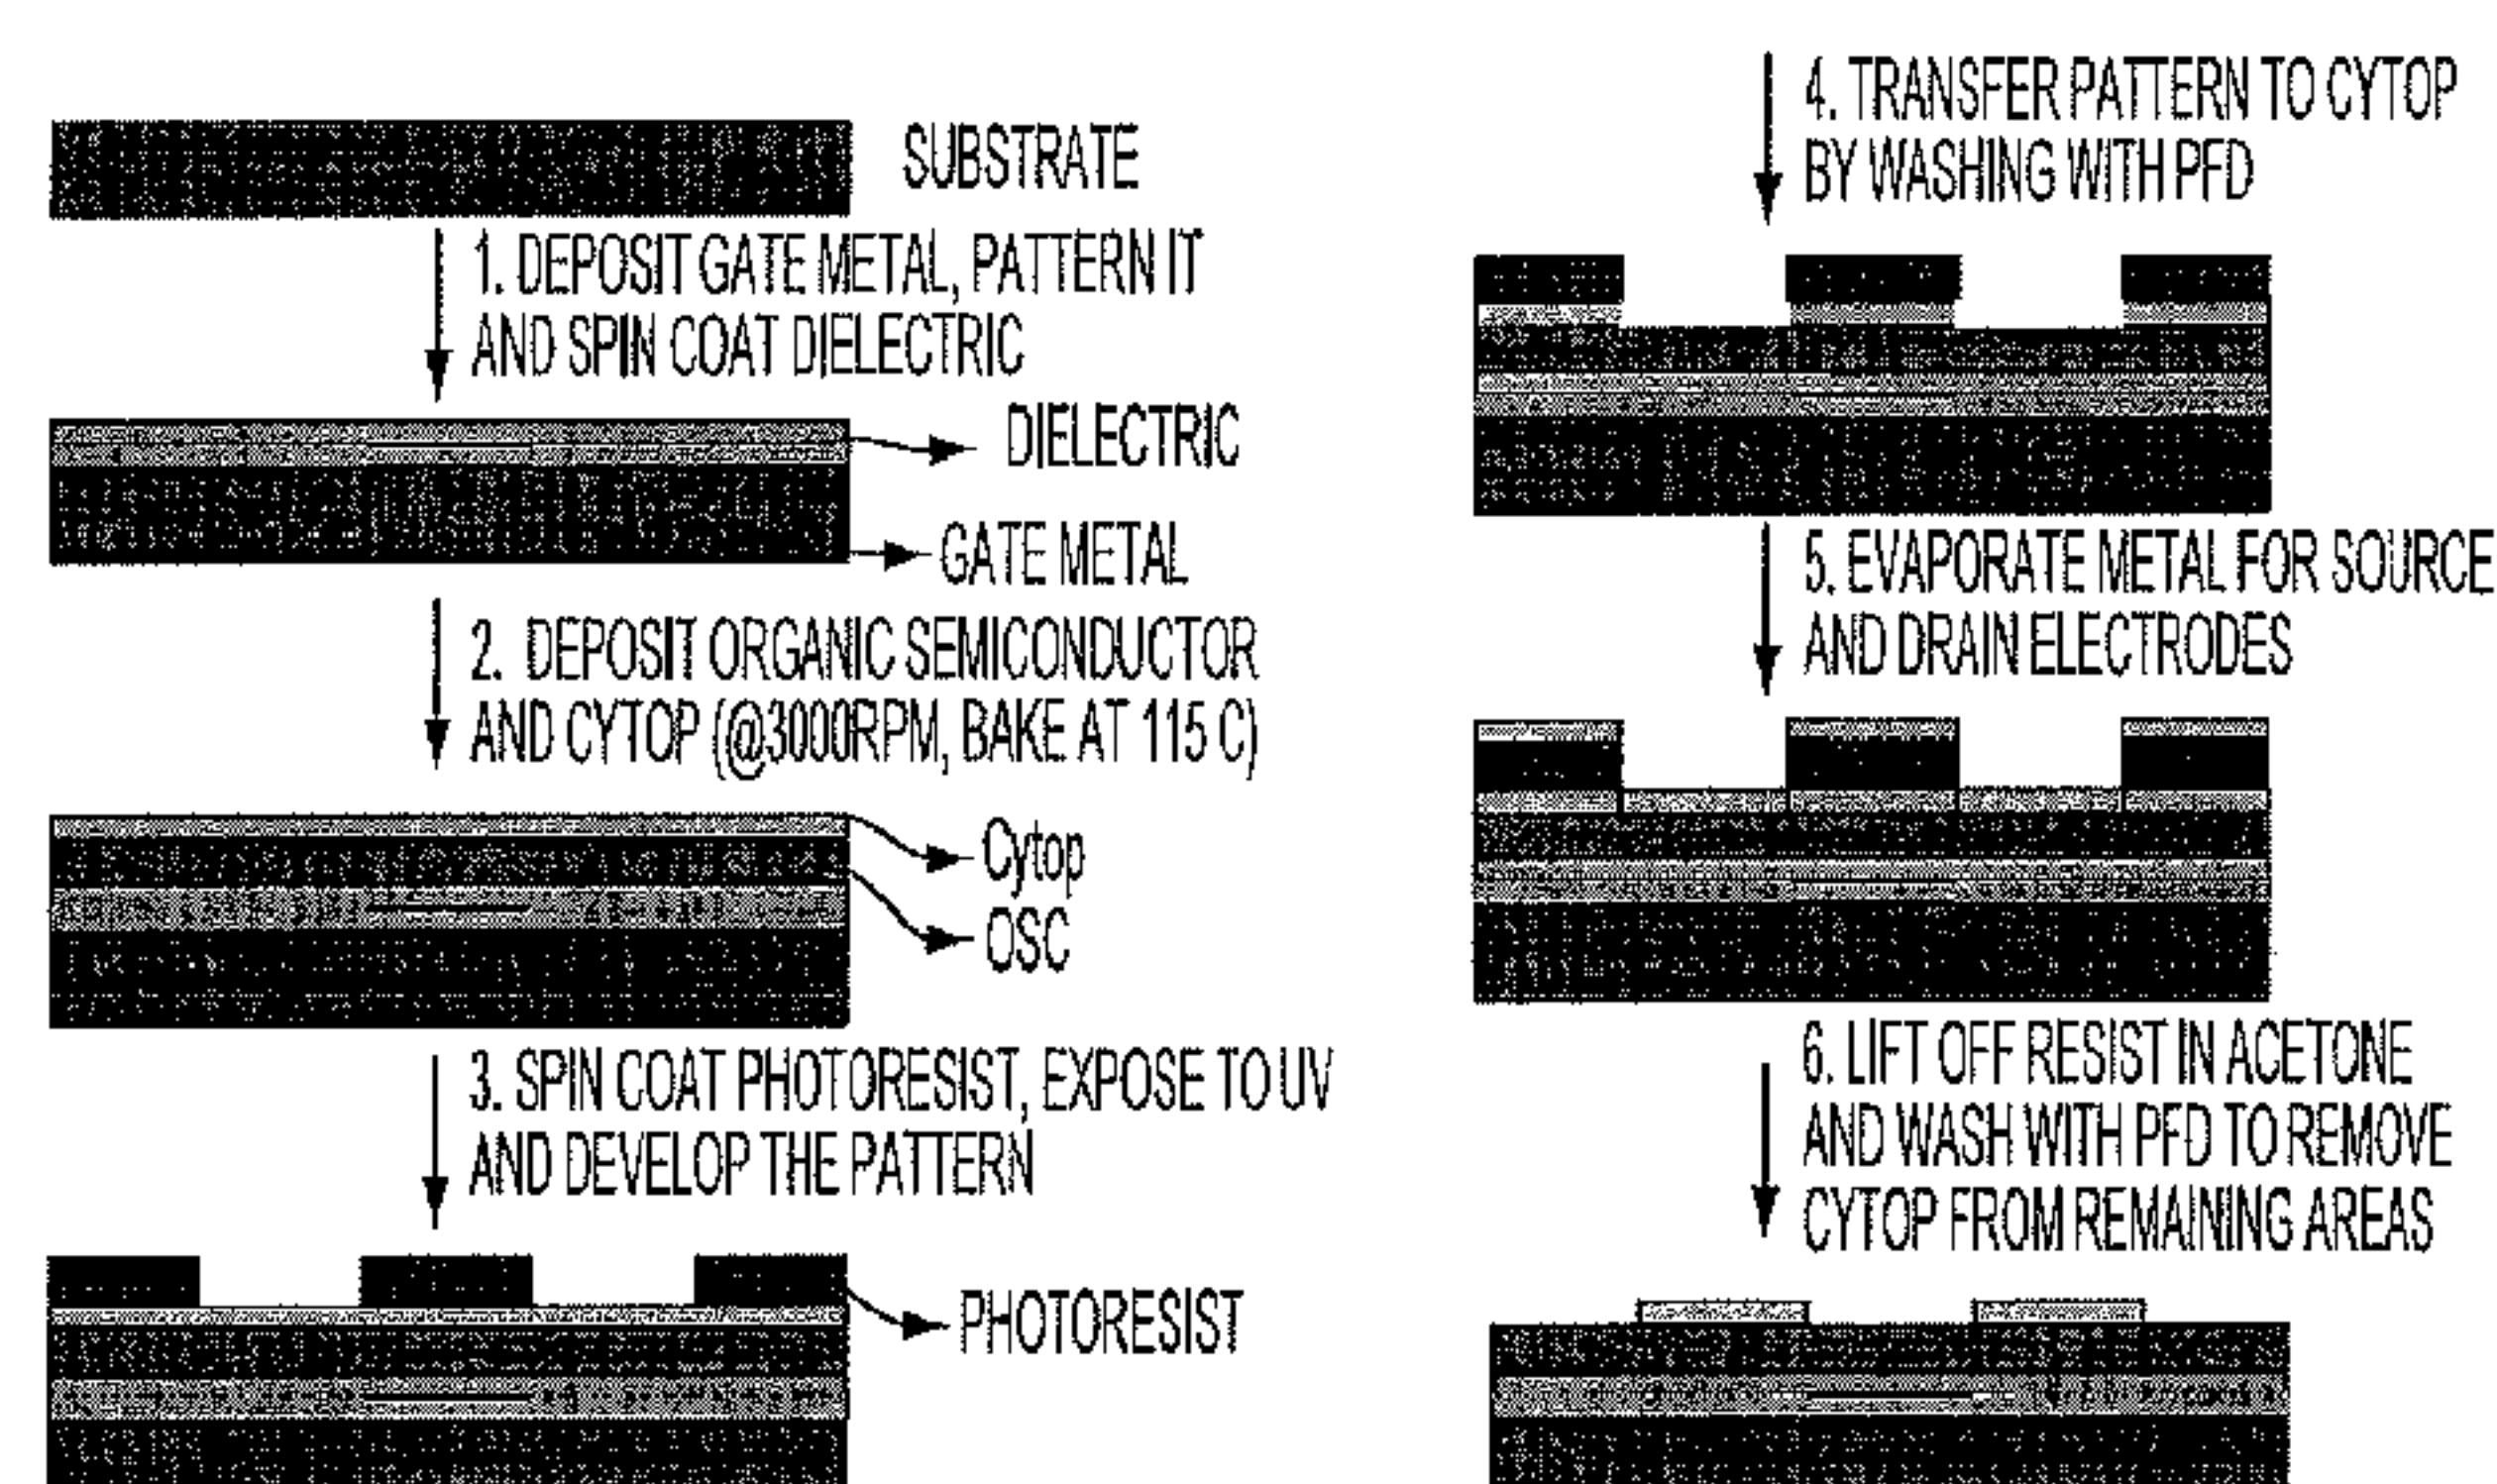 SUBSTRATE
1. DEPOSIT GATE METAL, PATTERN IT
AND SPIN COAT DIELECTRIC
DIELECTRIC
GATE METAL
2. DEPOSIT ORGANIC SEMICONDUCTOR
AND CYTOP (@3000RPM, BAKE AT 115 C)
Cytop
OSC
3. SPIN COAT PHOTORESIST, EXPOSE TO UV
AND DEVELOP THE PATTERN
PHOTORESIST
4. TRANSFER PATTERN TO CYTOP
BY WASHING WITH PFD
5. EVAPORATE METAL FOR SOURCE
AND DRAIN ELECTRODES
6. LIFT OFF RESIST IN ACETONE
AND WASH WITH PFD TO REMOVE
CYTOP FROM REMAINING AREAS